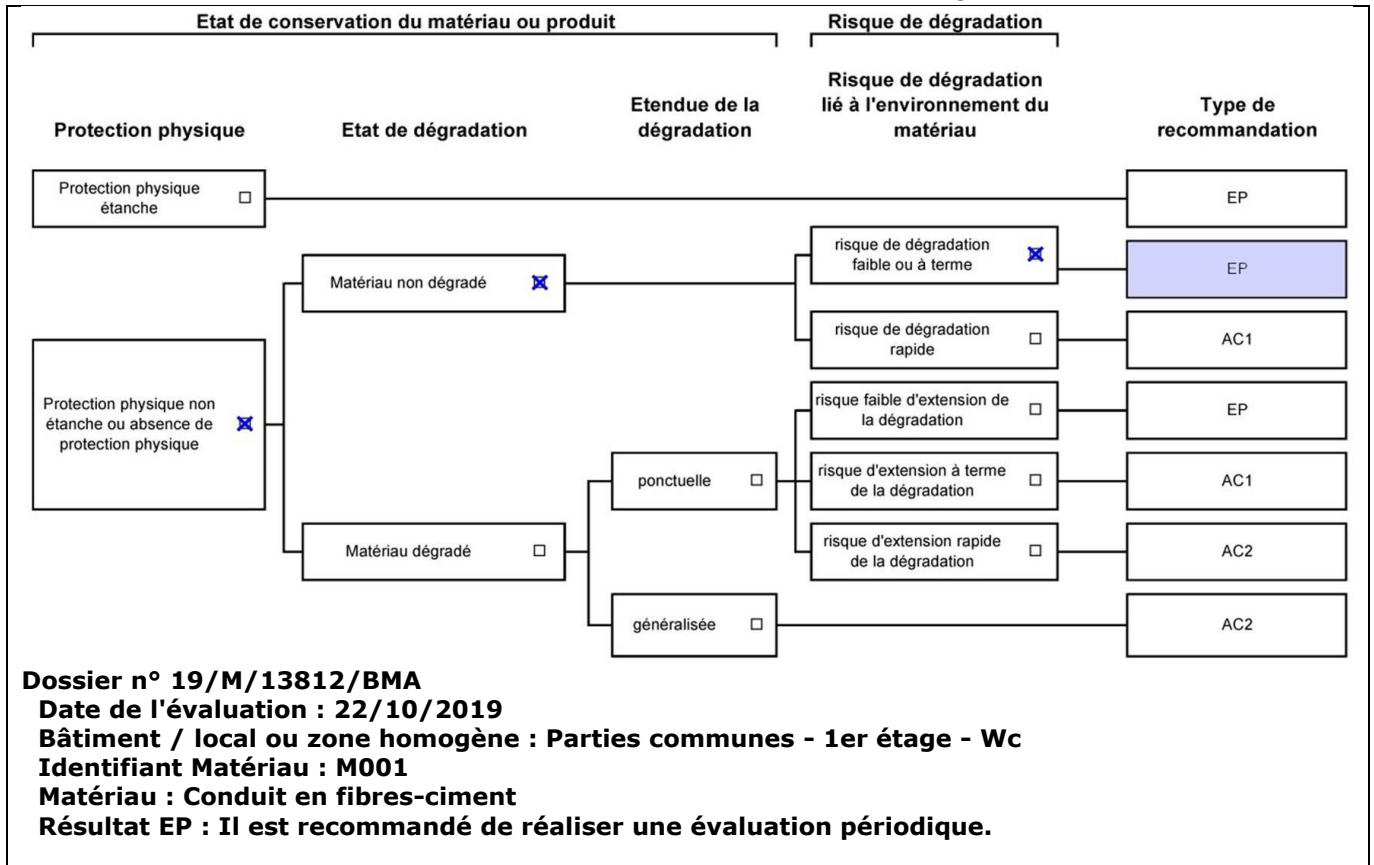 Etat de conservation du matériau ou produit
Risque de dégradation
Protection physique
Etat de dégradation
Etendue de la
dégradation
Risque de dégradation
lié à l'environnement du
matériau
Type de
recommandation
Protection physique
étanche
EP
risque de dégradation
faible ou à terme
EP
Matériau non dégradé
risque de dégradation
rapide
AC1
Protection physique non
étanche ou absence de
protection physique
risque faible d'extension de
la dégradation
EP
ponctuelle
risque d'extension à terme
de la dégradation
AC1
Matériau dégradé
risque d'extension rapide
de la dégradation
AC2
généralisée
AC2
Dossier n° 19/M/13812/BMA
Date de l'évaluation : 22/10/2019
Bâtiment / local ou zone homogène : Parties communes - 1er étage - Wc
Identifiant Matériau : M001
Matériau : Conduit en fibres-ciment
Résultat EP : Il est recommandé de réaliser une évaluation périodique.